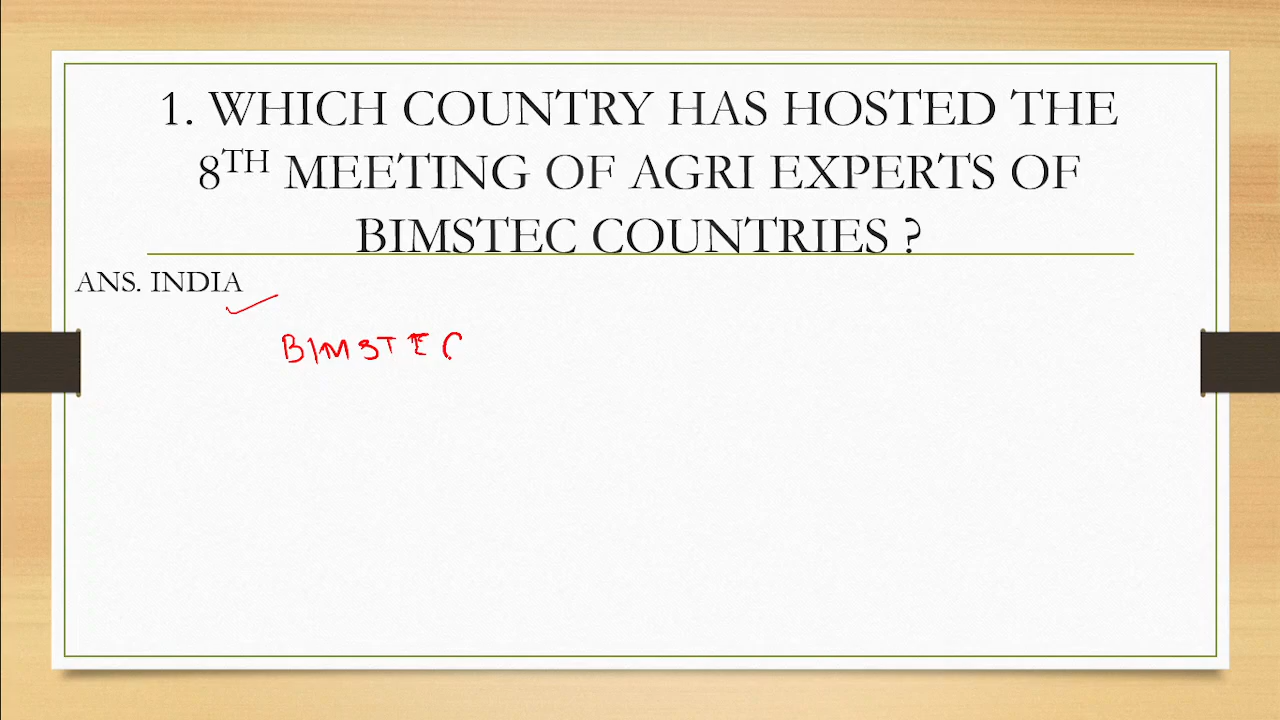 1. WHICH COUNTRY HAS HOSTED THE
8TH MEETING OF AGRI EXPERTS OF
BIMSTEC COUNTRIES ?
ANS. INDIA
BIMSTEC